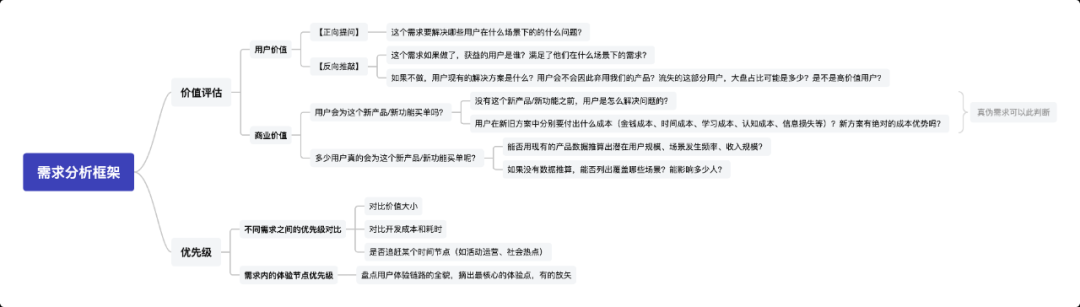 需求分析框架
价值评估
用户价值
【正向提问】
这个需求要解决哪些用户在什么场景下的的什么问题?
【反向推敲】
这个需求如果做了,获益的用户是谁?满足了他们在什么场景下的需求?
如果不做,用户现有的解决方案是什么?用户会不会因此弃用我们的产品?流失的这部分用户,大盘占比可能是多少?是不是高价值用户?
商业价值
用户会为这个新产品/新功能买单吗?
没有这个新产品/新功能之前,用户是怎么解决问题的?
用户在新旧方案中分别要付出什么成本(金钱成本、时间成本、学习成本、认知成本、信息损失等)?新方案有绝对的成本优势吗?
真伪需求可以此判断
多少用户真的会为这个新产品/新功能买单呢?
能否用现有的产品数据推算出潜在用户规模、场景发生频率、收入规模?
如果没有数据推算,能否列出覆盖哪些场景?能影响多少人?
优先级
不同需求之间的优先级对比
对比价值大小
对比开发成本和耗时
是否追赶某个时间节点(如活动运营、社会热点)
需求内的体验节点优先级
盘点用户体验链路的全貌,摘出最核心的体验点,有的放矢